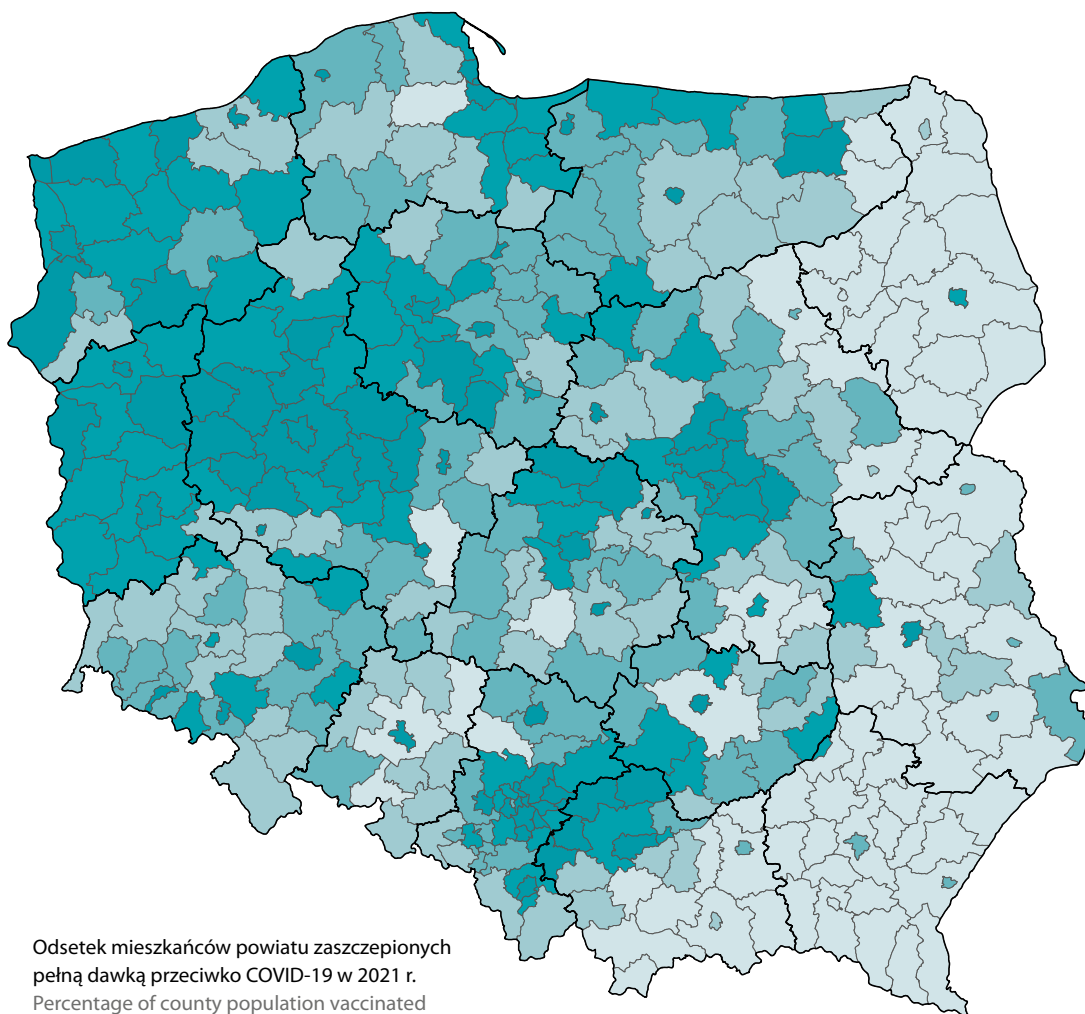 Odsetek mieszkańców powiatu zaszczepionych
pełną dawką przeciwko COVID-19 w 2021 r.
Percentage of county population vaccinated